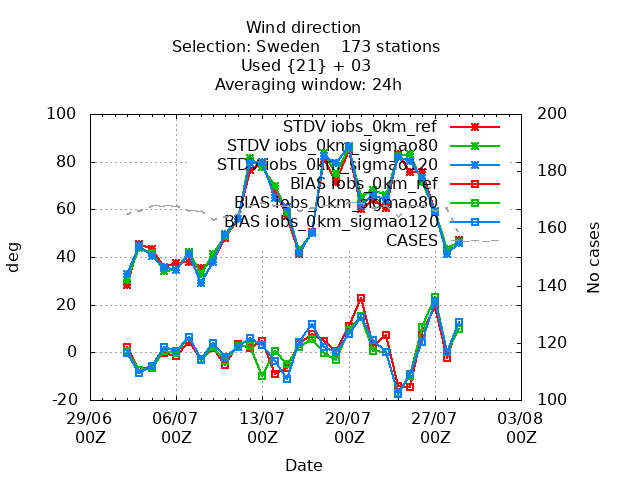 Wind direction
Selection: Sweden 173 stations
Used {21} + 03
Averaging window: 24h
100
80
60
40
20
0
-20
200
180
160
140
120
100
deg
No cases
STDV iobs_0km_ref
STDV iobs_0km_sigmao80
STDV iobs_0km_sigmao120
BIAS iobs_0km_ref
BIAS iobs_0km_sigmao80
BIAS iobs_0km_sigmao120
CASES
29/06 06/07 13/07 20/07 27/07 03/08
00Z 00Z 00Z 00Z 00Z 00Z
Date